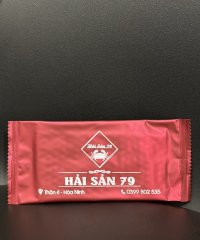 Hải Sản 79
HẢI SẢN 79
Thôn 4 - Hòa Ninh
0399 802 535